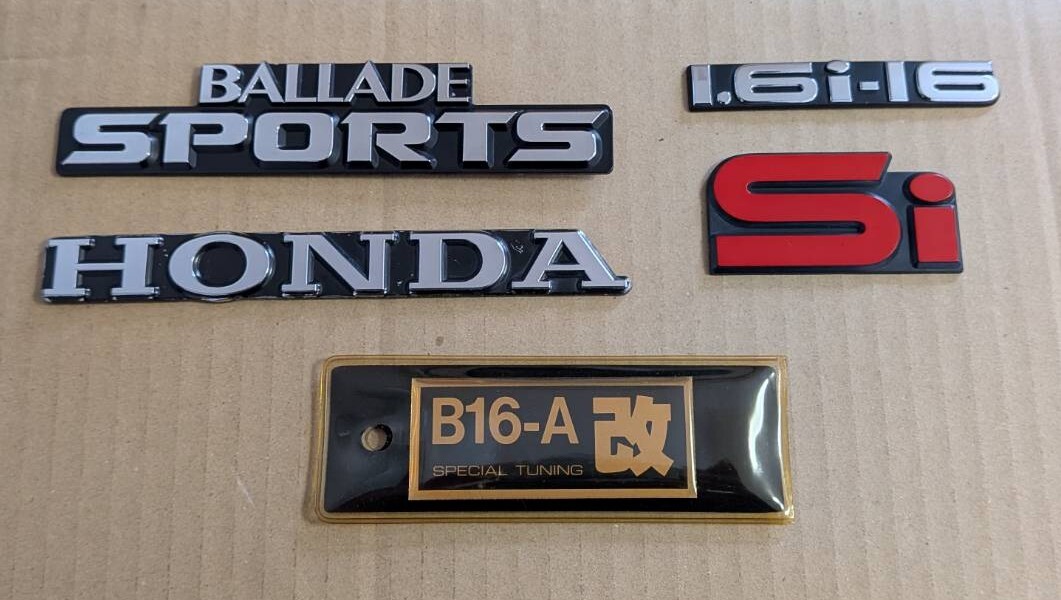 BALLADE
SPORTS
1.6i-16
Si
HONDA
B16-A 改
SPECIAL TUNING